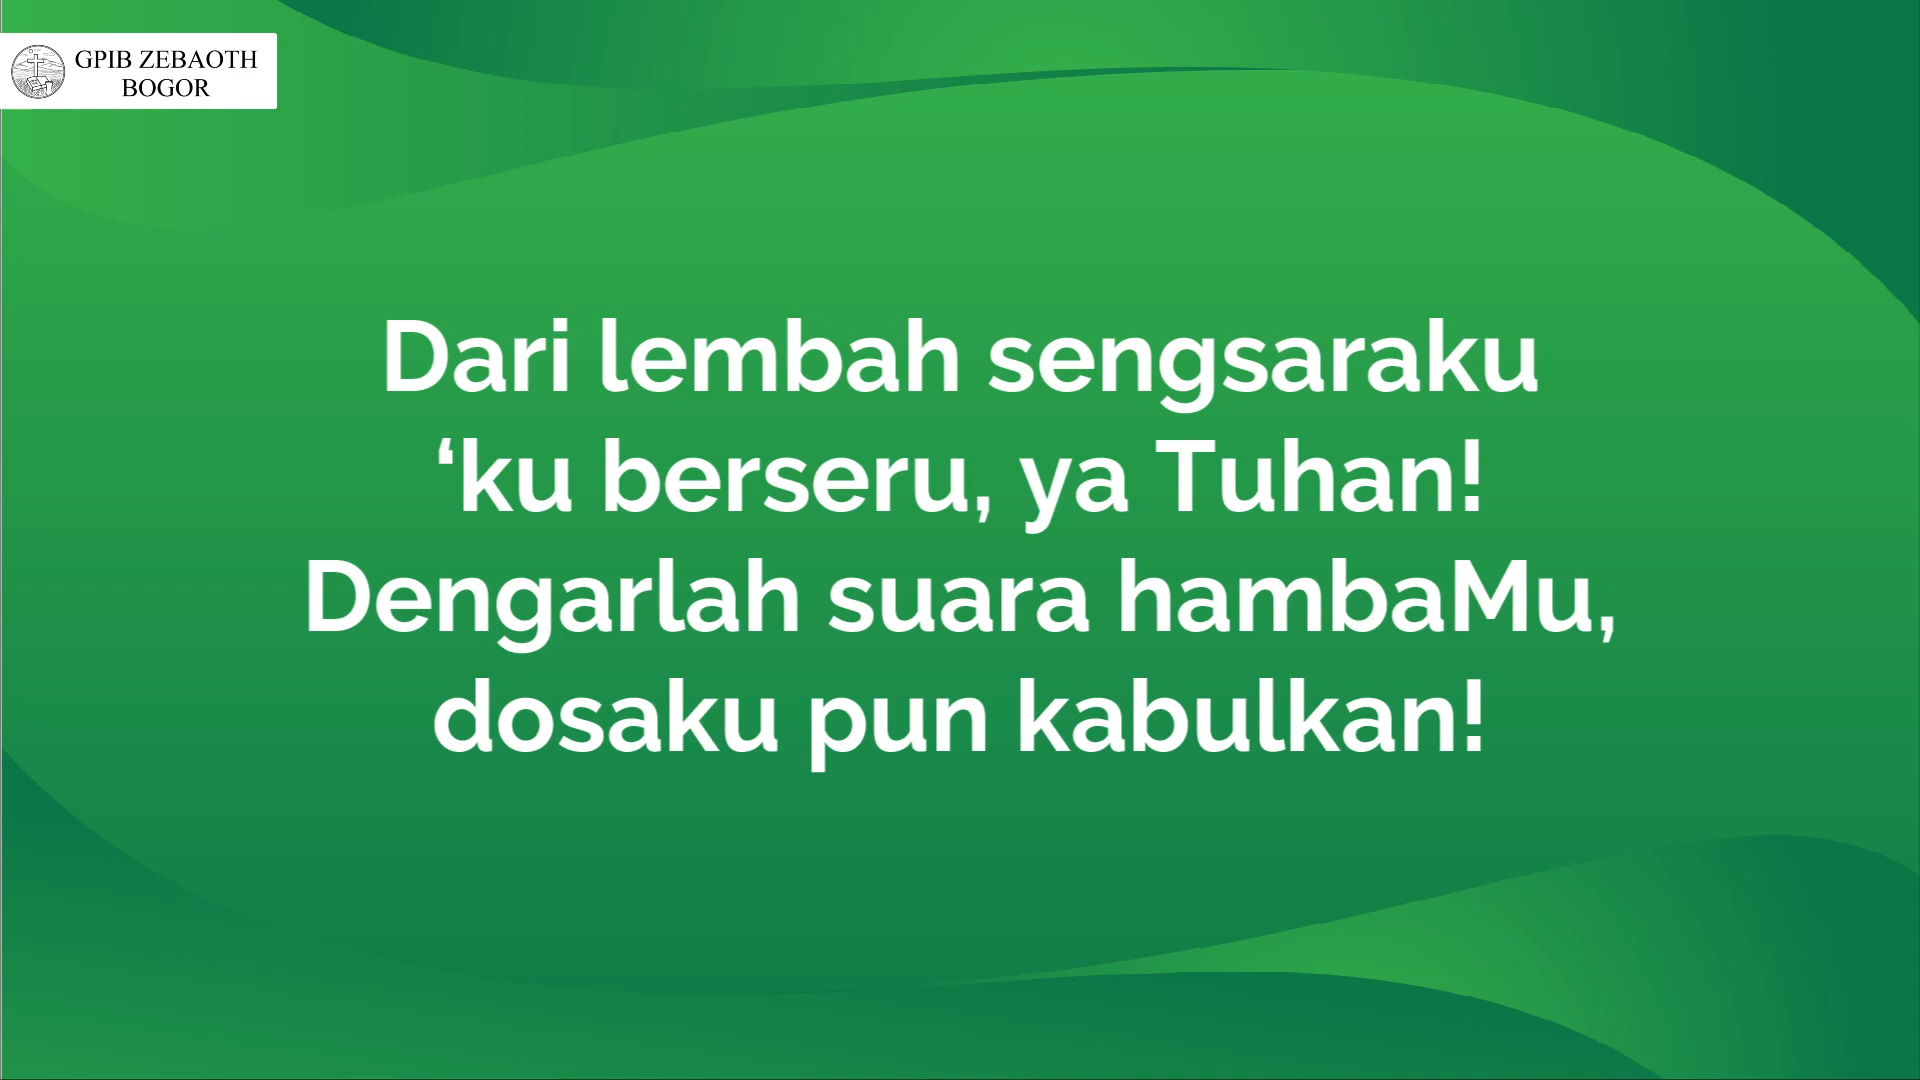 GPIB ZEBAOTH
BOGOR
Dari lembah sengsaraku
‘ku berseru, ya Tuhan!
Dengarlah suara hambaMu,
dosaku pun kabulkan!